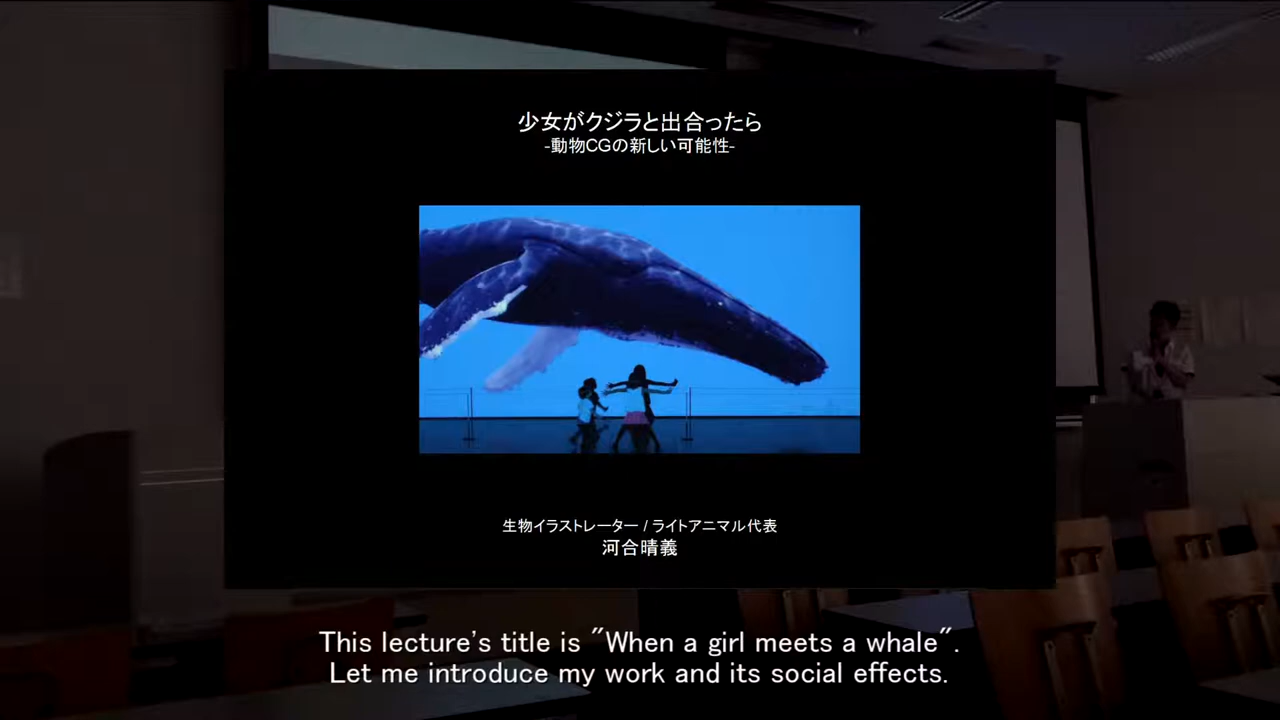 少女がクジラと出合ったら
-動物CGの新しい可能性-
生物イラストレーター / ライトアニマル代表
河合晴義
This lecture's title is "When a girl meets a whale".
Let me introduce my work and its social effects.